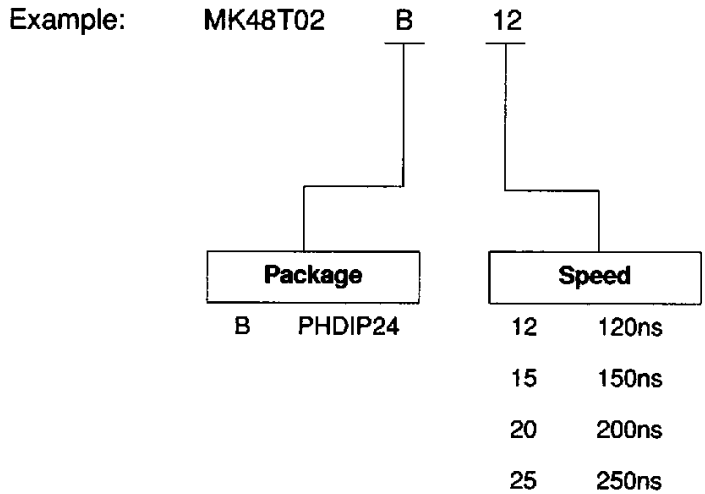 Example: MK48T02 B 12
Package Speed
B PHDIP24 12 120ns
15 150ns
20 200ns
25 250ns